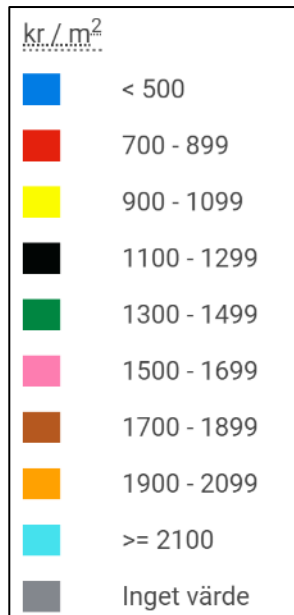 kr / m²
< 500
700 - 899
900 - 1099
1100 - 1299
1300 - 1499
1500 - 1699
1700 - 1899
1900 - 2099
>= 2100
Inget värde